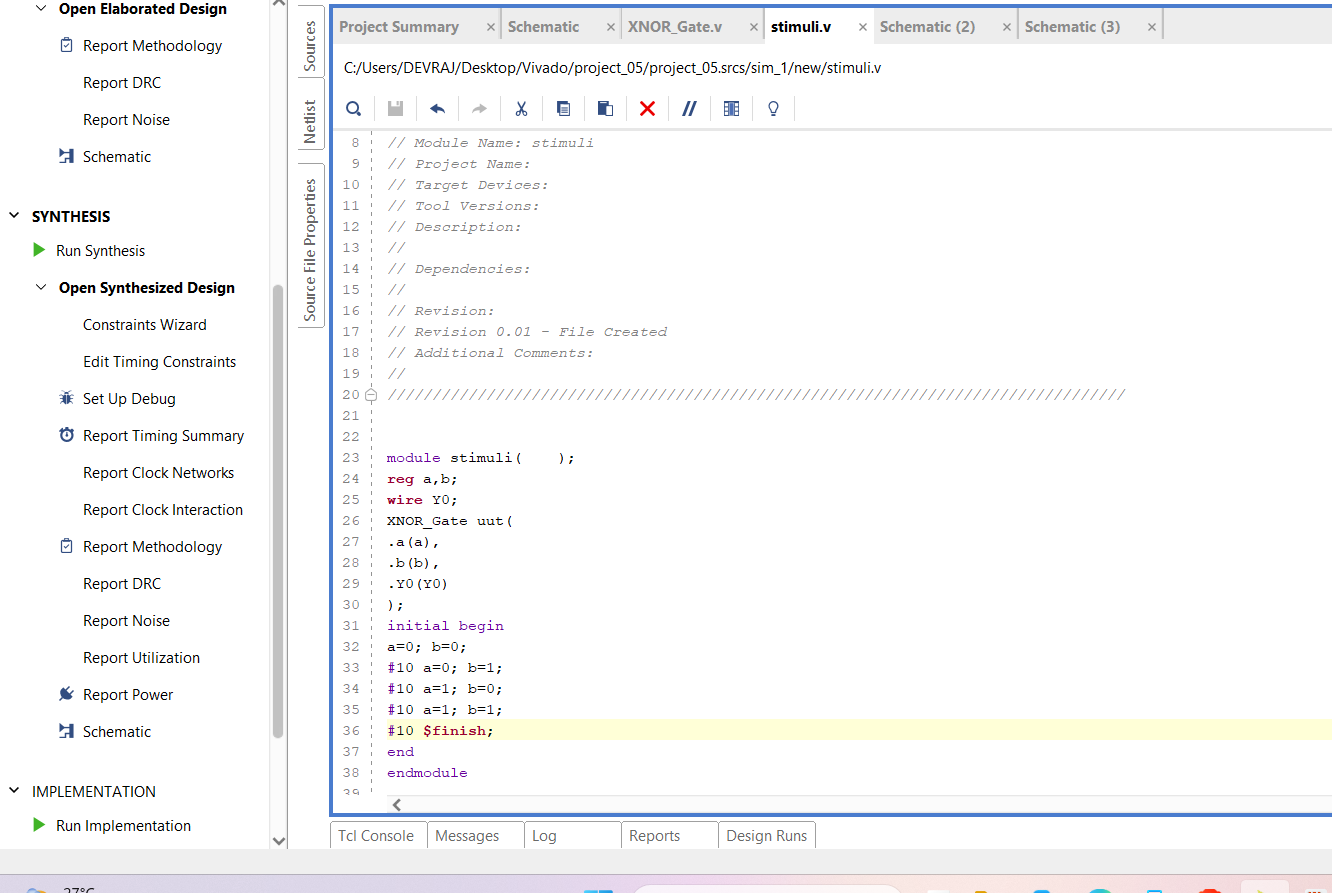 Open Elaborated Design
Report Methodology
Report DRC
Report Noise
Schematic
SYNTHESIS
Run Synthesis
Open Synthesized Design
Constraints Wizard
Edit Timing Constraints
Set Up Debug
Report Timing Summary
Report Clock Networks
Report Clock Interaction
Report Methodology
Report DRC
Report Noise
Report Utilization
Report Power
Schematic
IMPLEMENTATION
Run Implementation
Sources
Netlist
Source File Properties
Project Summary × Schematic × XNOR_Gate.v × stimuli.v × Schematic (2) × Schematic (3) ×
C:/Users/DEVRAJ/Desktop/Vivado/project_05/project_05.srcs/sim_1/new/stimuli.v
8 // Module Name: stimuli
9 // Project Name:
10 // Target Devices:
11 // Tool Versions:
12 // Description:
13 //
14 // Dependencies:
15 //
16 // Revision:
17 // Revision 0.01 - File Created
18 // Additional Comments:
19 //
20 //////////////////////////////////////////////////////////////////////////////////
21
22
23 module stimuli(    );
24 reg a,b;
25 wire Y0;
26 XNOR_Gate uut(
27 .a(a),
28 .b(b),
29 .Y0(Y0)
30 );
31 initial begin
32 a=0; b=0;
33 #10 a=0; b=1;
34 #10 a=1; b=0;
35 #10 a=1; b=1;
36 #10 $finish;
37 end
38 endmodule
39
Tcl Console Messages Log Reports Design Runs
27°C